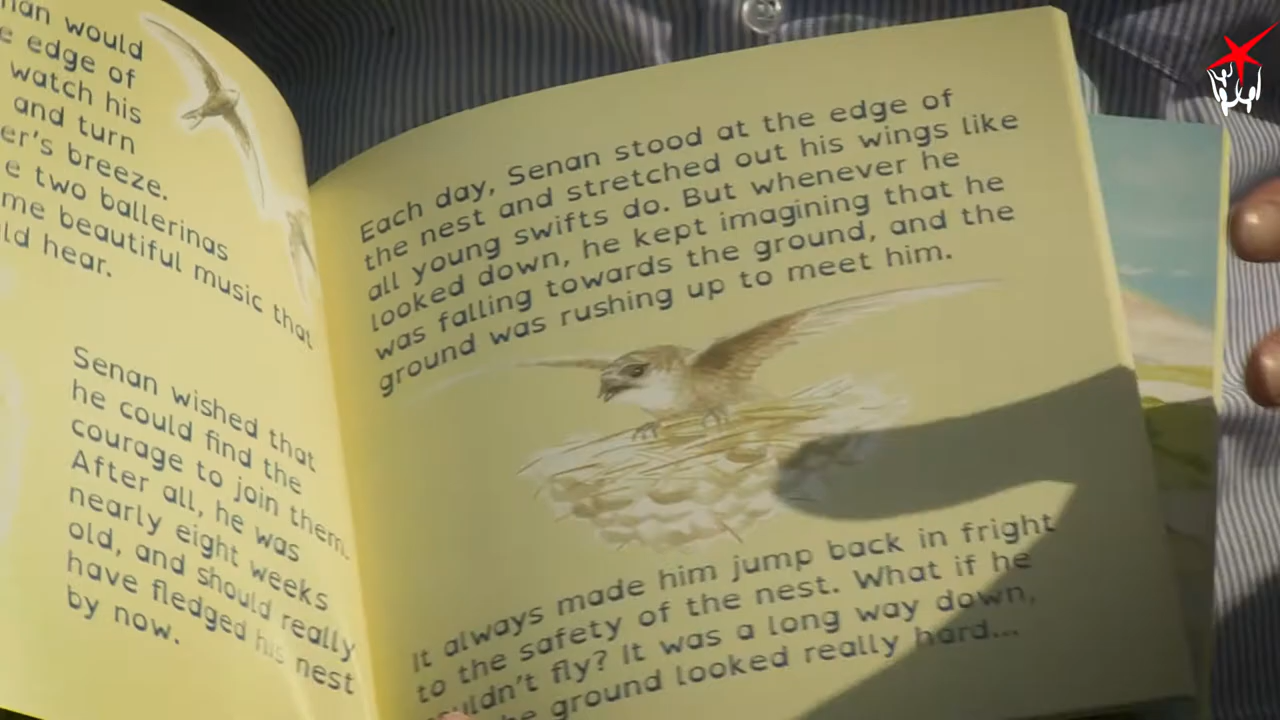 would
edge of
watch his
and turn
breeze.
two ballerinas
beautiful music that
hear.
Senan wished that
he could find the
courage to join them.
After all, he was
nearly eight weeks
old, and should really
have fledged his nest
by now.
Each day, Senan stood at the edge of
the nest and stretched out his wings like
all young swifts do. But whenever he
looked down, he kept imagining that he
was falling towards the ground, and the
ground was rushing up to meet him.
It always made him jump back in fright
to the safety of the nest. What if he
fly? It was a long way down,
ground looked really hard...